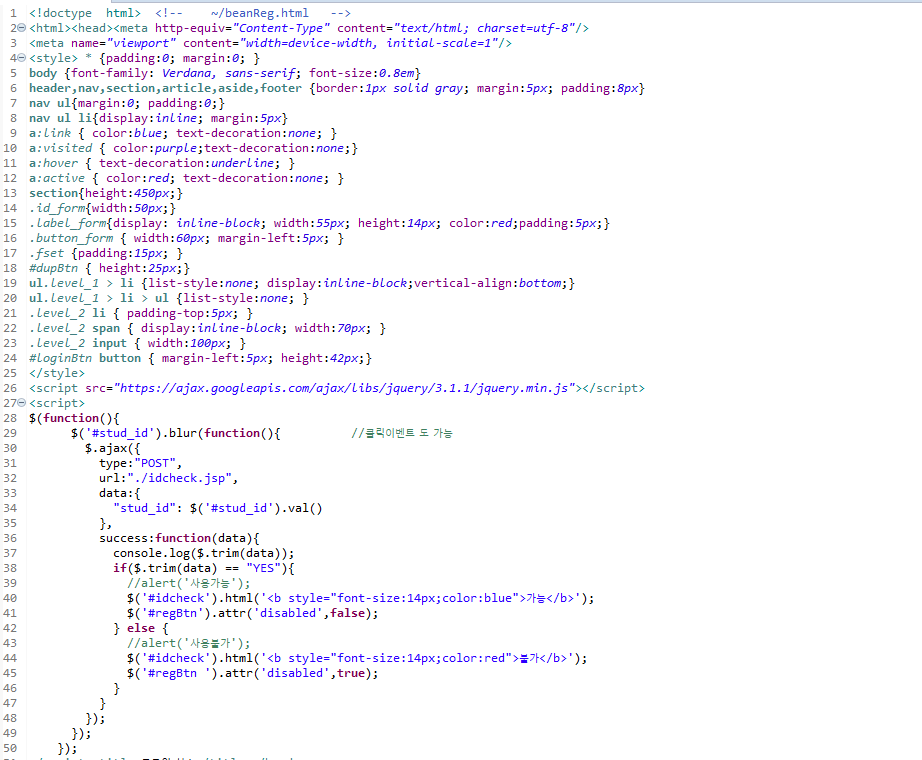 1 <!doctype html> <!-- ~/beanReg.html -->
2 <html><head><meta http-equiv="Content-Type" content="text/html; charset=utf-8"/>
3 <meta name="viewport" content="width=device-width, initial-scale=1"/>
4 <style> * {padding:0; margin:0; }
5 body {font-family: Verdana, sans-serif; font-size:0.8em}
6 header,nav,section,article,aside,footer {border:1px solid gray; margin:5px; padding:8px}
7 nav ul{margin:0; padding:0;}
8 nav ul li{display:inline; margin:5px}
9 a:link { color:blue; text-decoration:none; }
10 a:visited { color:purple;text-decoration:none;}
11 a:hover { text-decoration:underline; }
12 a:active { color:red; text-decoration:none; }
13 section{height:450px;}
14 .id_form{width:50px;}
15 .label_form{display: inline-block; width:55px; height:14px; color:red;padding:5px;}
16 .button_form { width:60px; margin-left:5px; }
17 .fset {padding:15px; }
18 #dupBtn { height:25px;}
19 ul.level_1 > li {list-style:none; display:inline-block;vertical-align:bottom;}
20 ul.level_1 > li > ul {list-style:none; }
21 .level_2 li { padding-top:5px; }
22 .level_2 span { display:inline-block; width:70px; }
23 .level_2 input { width:100px; }
24 #loginBtn button { margin-left:5px; height:42px;}
25 </style>
26 <script src="https://ajax.googleapis.com/ajax/libs/jquery/3.1.1/jquery.min.js"></script>
27 <script>
28 $(function(){
29 $('#stud_id').blur(function(){ //클릭이벤트 도 가능
30 $.ajax({
31 type:"POST",
32 url:"./idcheck.jsp",
33 data:{
34 "stud_id": $('#stud_id').val()
35 },
36 success:function(data){
37 console.log($.trim(data));
38 if($.trim(data) == "YES"){
39 //alert('사용가능');
40 $('#idcheck').html('<b style="font-size:14px;color:blue">가능</b>');
41 $('#regBtn').attr('disabled',false);
42 } else {
43 //alert('사용불가');
44 $('#idcheck').html('<b style="font-size:14px;color:red">불가</b>');
45 $('#regBtn ').attr('disabled',true);
46 }
47 }
48 });
49 });
50 });